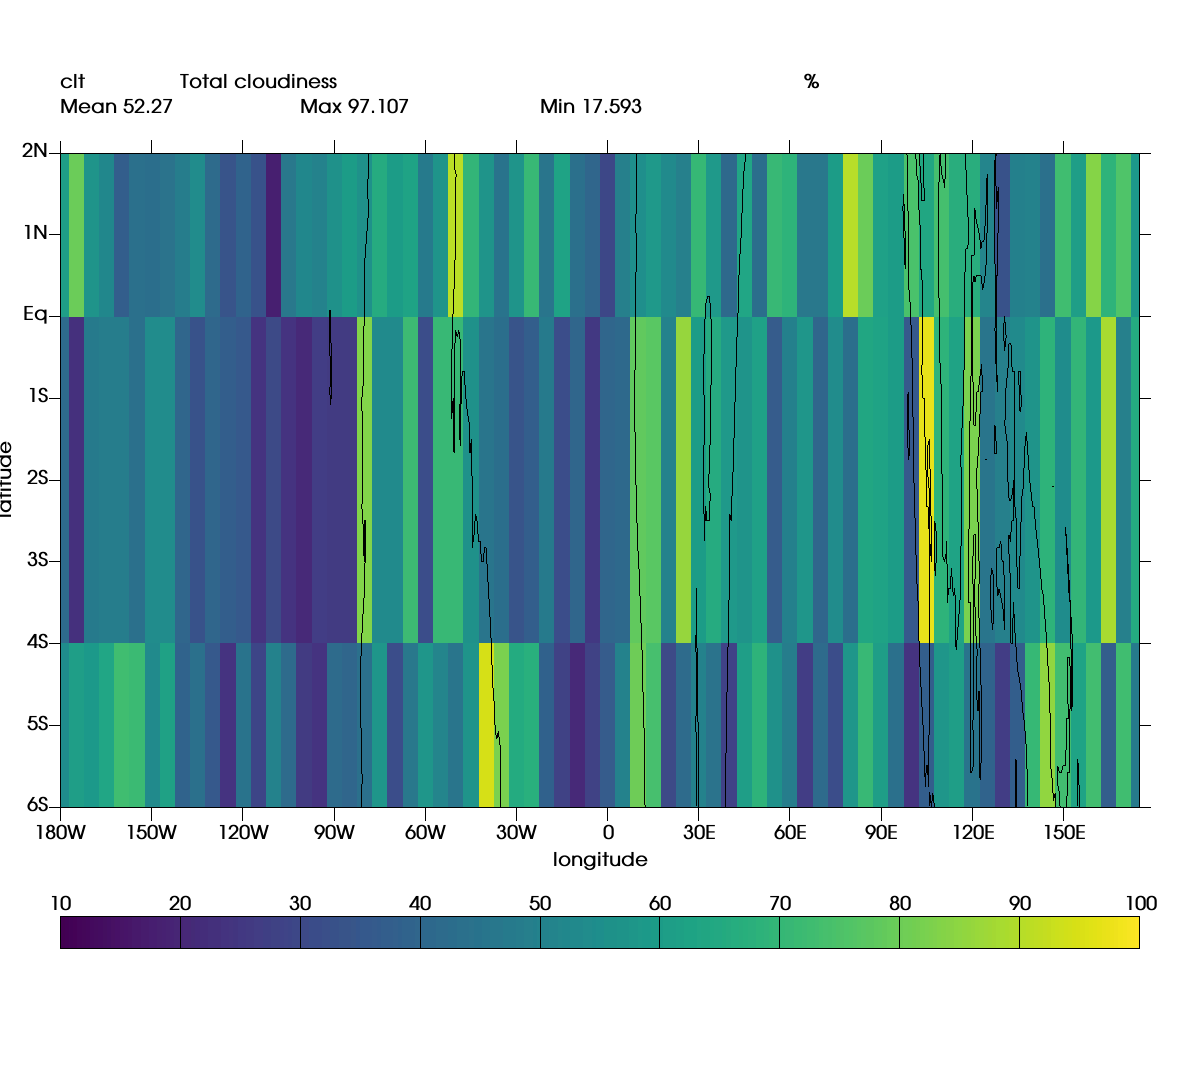 clt Total cloudiness %
Mean 52.27 Max 97.107 Min 17.593
2N
1N
Eq
1S
2S
3S
4S
5S
6S
latitude
180W 150W 120W 90W 60W 30W 0 30E 60E 90E 120E 150E
longitude
10 20 30 40 50 60 70 80 90 100